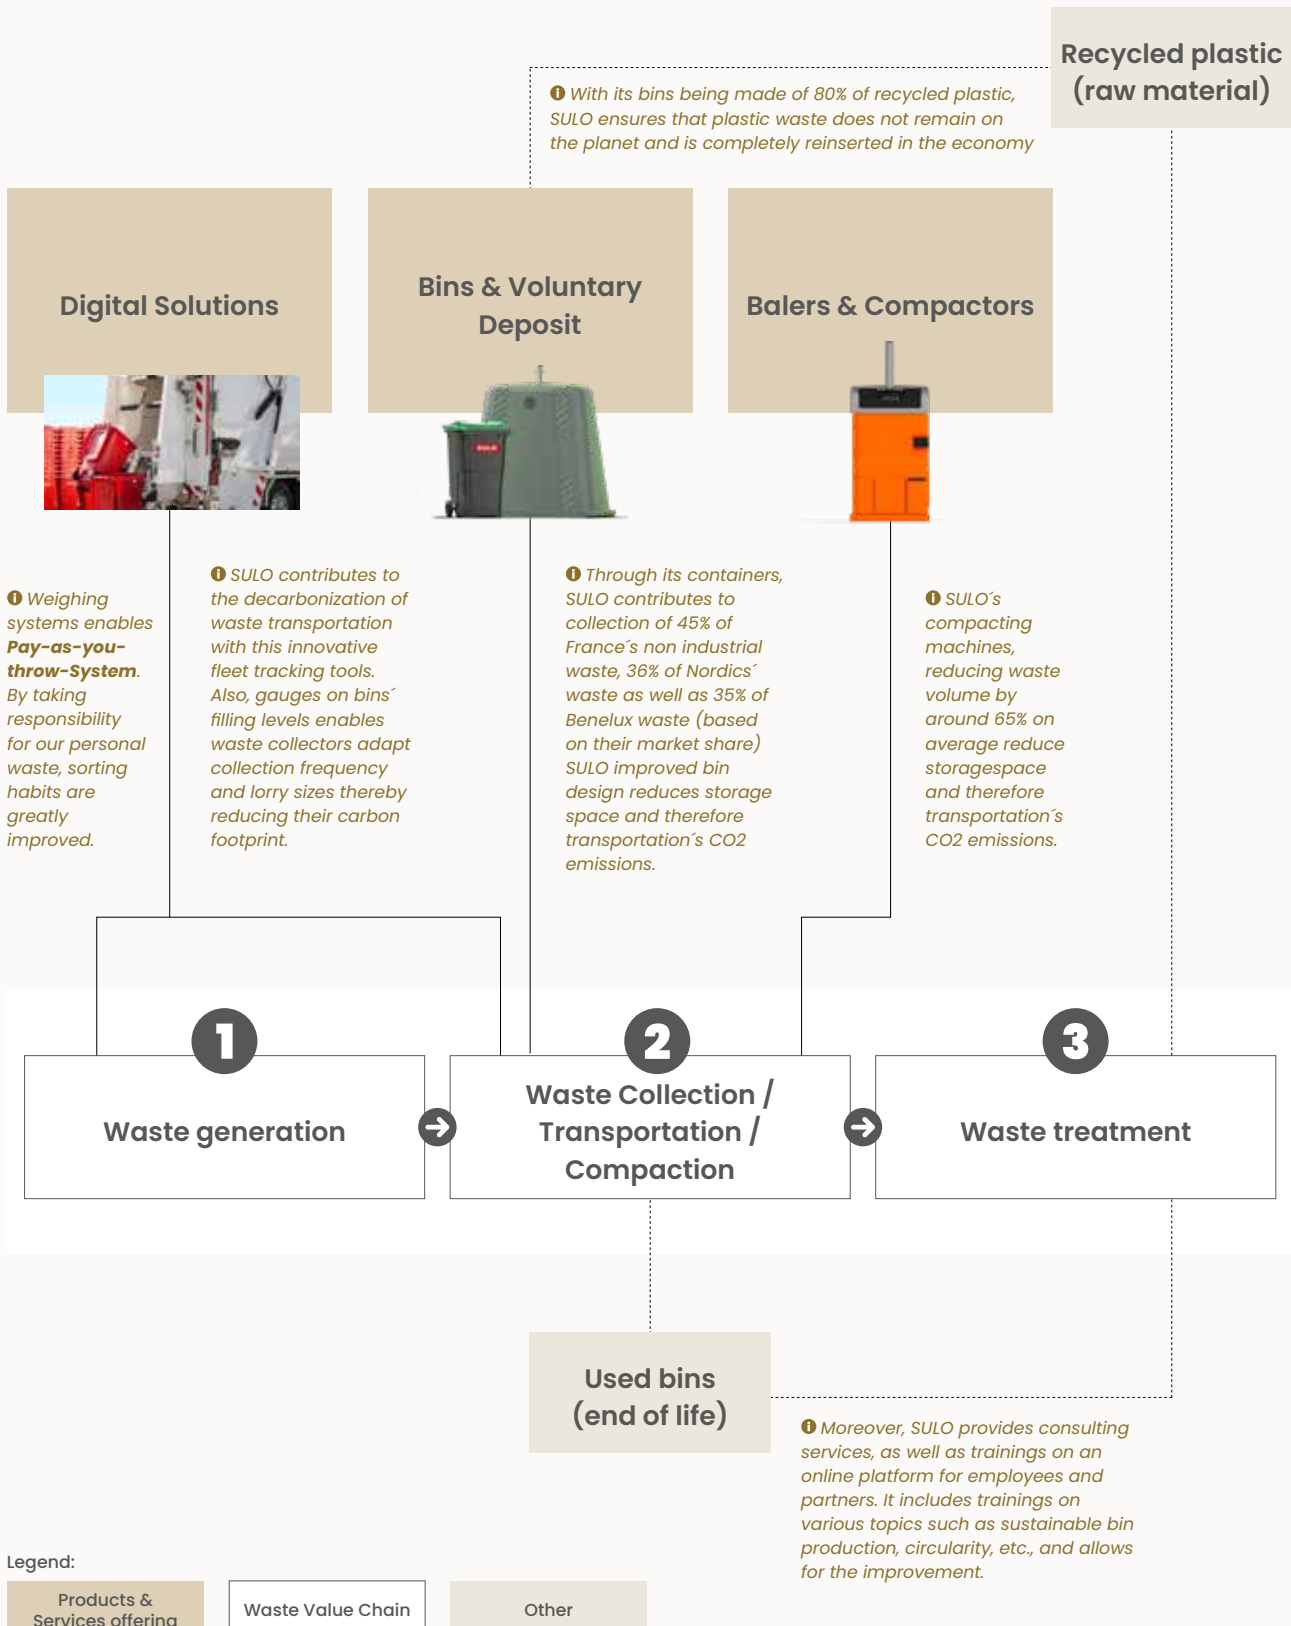 Recycled plastic
(raw material)
With its bins being made of 80% of recycled plastic,
SULO ensures that plastic waste does not remain on
the planet and is completely reinserted in the economy
Digital Solutions
Bins & Voluntary
Deposit
Balers & Compactors
Weighing
systems enables
Pay-as-you-
throw-System.
By taking
responsibility
for our personal
waste, sorting
habits are
greatly
improved.
SULO contributes to
the decarbonization of
waste transportation
with this innovative
fleet tracking tools.
Also, gauges on bins´
filling levels enables
waste collectors adapt
collection frequency
and lorry sizes thereby
reducing their carbon
footprint.
Through its containers,
SULO contributes to
collection of 45% of
France´s non industrial
waste, 36% of Nordics´
waste as well as 35% of
Benelux waste (based
on their market share)
SULO improved bin
design reduces storage
space and therefore
transportation´s CO2
emissions.
SULO´s
compacting
machines,
reducing waste
volume by
around 65% on
average reduce
storagespace
and therefore
transportation´s
CO2 emissions.
1
Waste generation
2
Waste Collection /
Transportation /
Compaction
3
Waste treatment
Used bins
(end of life)
Moreover, SULO provides consulting
services, as well as trainings on an
online platform for employees and
partners. It includes trainings on
various topics such as sustainable bin
production, circularity, etc., and allows
for the improvement.
Legend:
Products &
Services offering
Waste Value Chain
Other